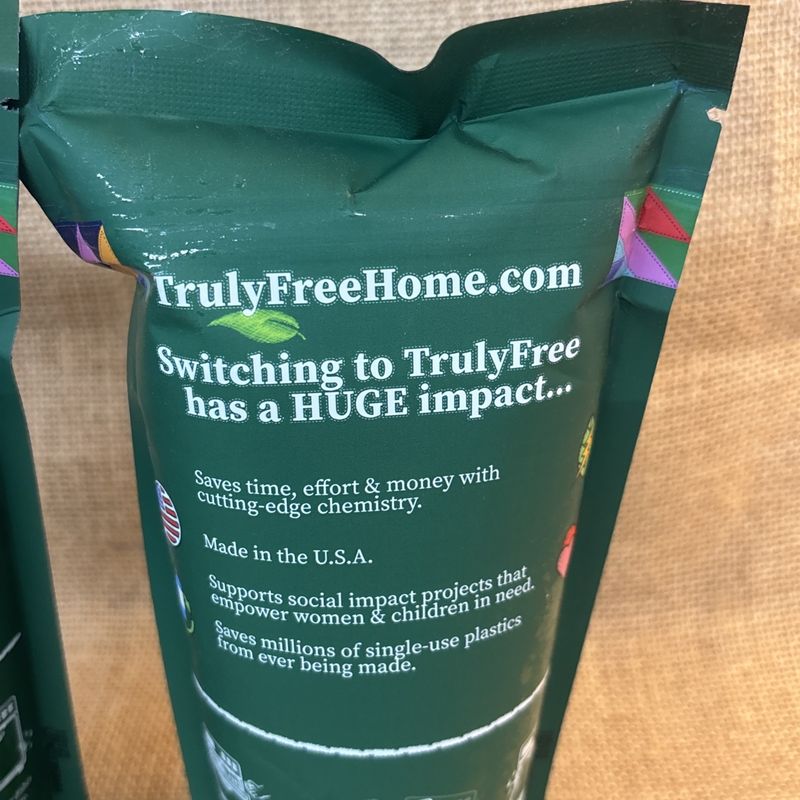 TrulyFreeHome.com
Switching to TrulyFree
has a HUGE impact...
Saves time, effort & money with
cutting-edge chemistry.
Made in the U.S.A.
Supports social impact projects that
empower women & children in need.
Saves millions of single-use plastics
from ever being made.